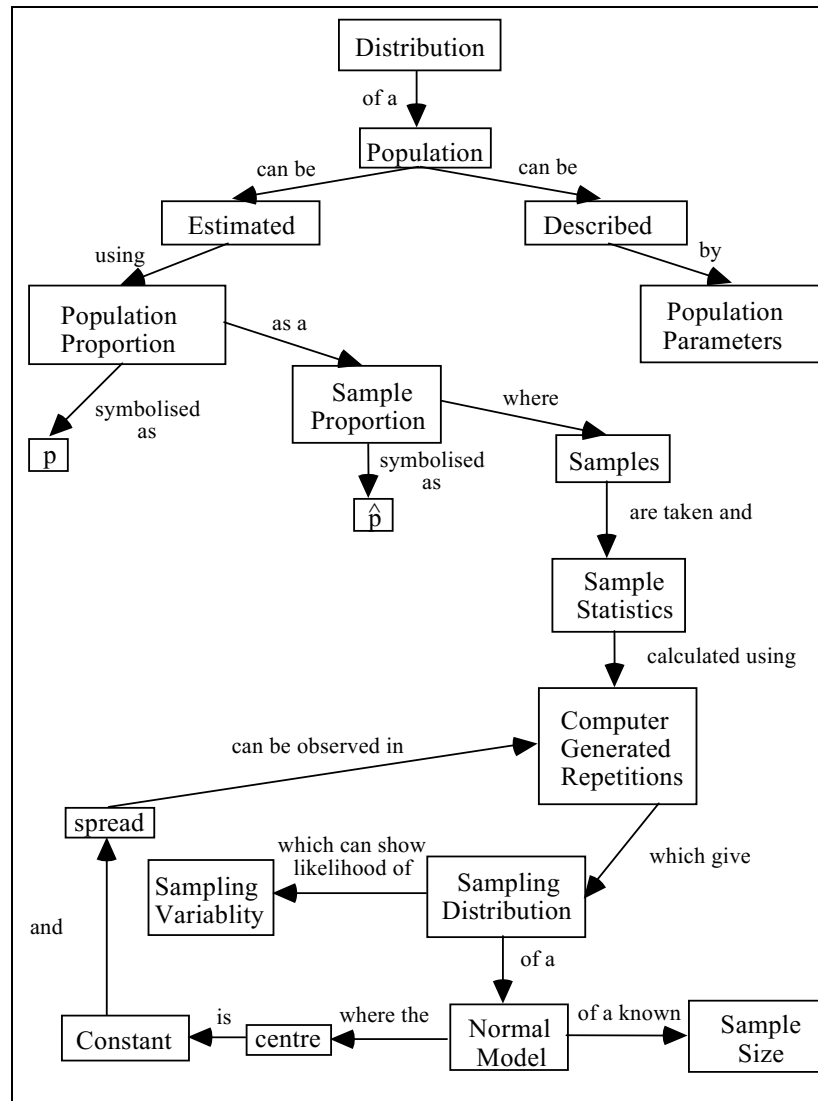 Distribution
of a
Population
can be
can be
Estimated
Described
using
by
Population
Proportion
as a
Population
Parameters
Sample
Proportion
where
symbolised
as
p
Samples
symbolised
as
p̂
are taken and
Sample
Statistics
calculated using
Computer
Generated
Repetitions
can be observed in
spread
which can show
likelihood of
which give
Sampling
Variablity
Sampling
Distribution
and
of a
Constant
is
centre
where the
Normal
Model
of a known
Sample
Size